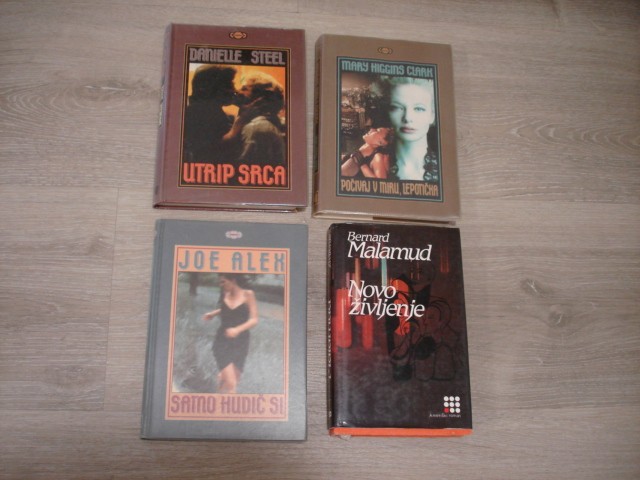 DANIELLE STEEL
UTRIP SRCA
MARY HIGGINS CLARK
POČIVAJ V MIRU, LEPOTIČKA
JOE ALEX
SAMO HUDIČ SI
Bernard
Malamud
Novo
življenje